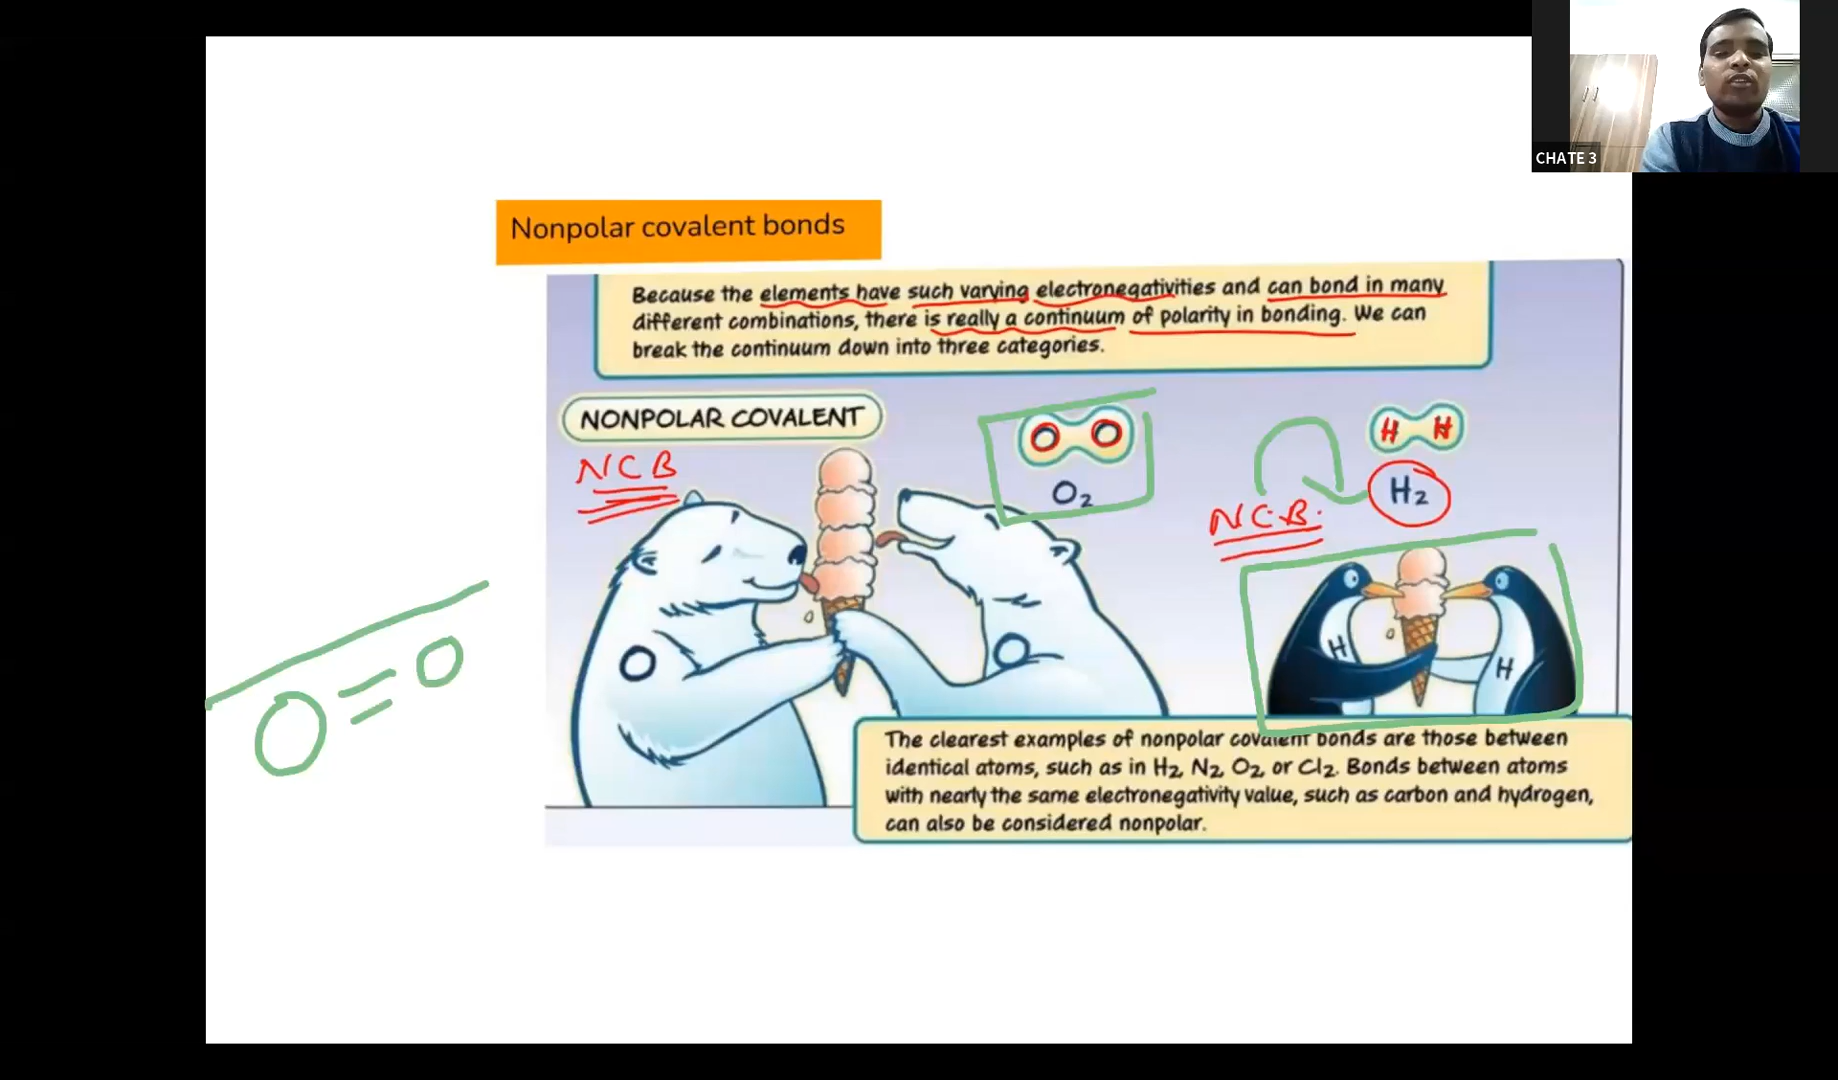 CHATE 3
Nonpolar covalent bonds
Because the elements have such varying electronegativities and can bond in many
different combinations, there is really a continuum of polarity in bonding. We can
break the continuum down into three categories.
NONPOLAR COVALENT
NCB
O O
O₂
H H
H₂
N.C.B.
O O
H H
O=O
The clearest examples of nonpolar covalent bonds are those between
identical atoms, such as in H₂, N₂, O₂, or Cl₂. Bonds between atoms
with nearly the same electronegativity value, such as carbon and hydrogen,
can also be considered nonpolar.